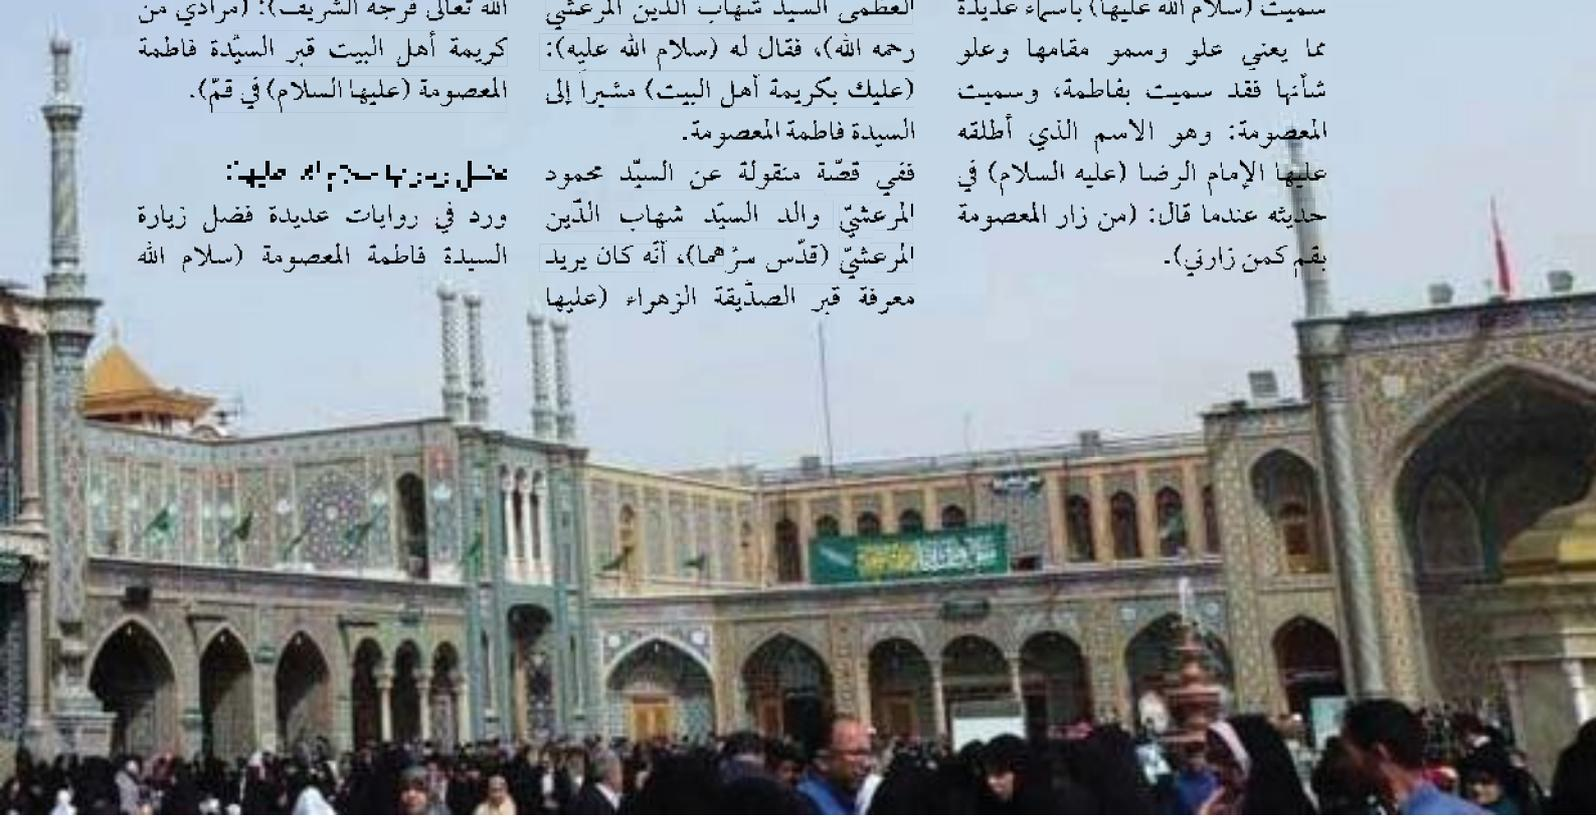 سميت (سلام الله عليها) بأسماء عديدة
مما يعني علو وسمو مقامها وعلو
شأنها فقد سميت بفاطمة، وسميت
المعصومة: وهو الاسم الذي أطلقه
عليها الإمام الرضا (عليه السلام) في
حديثه عندما قال: (من زار المعصومة
بقم كمن زارني).
العظمى السيد شهاب الدين المرعشي
رحمه الله)، فقال له (سلام الله عليه):
(عليك بكريمة أهل البيت) مشيراً إلى
السيدة فاطمة المعصومة.
ففي قصّة منقولة عن السيّد محمود
المرعشيّ والد السيّد شهاب الدّين
المرعشيّ (قدّس سرّهما)، أنّه كان يريد
معرفة قبر الصدّيقة الزهراء (عليها
الله تعالى فرجه الشريف): (مرادي من
كريمة أهل البيت قبر السيّدة فاطمة
المعصومة (عليها السلام) في قمّ).
فضل زيارتها سلام الله عليها:
ورد في روايات عديدة فضل زيارة
السيدة فاطمة المعصومة (سلام الله